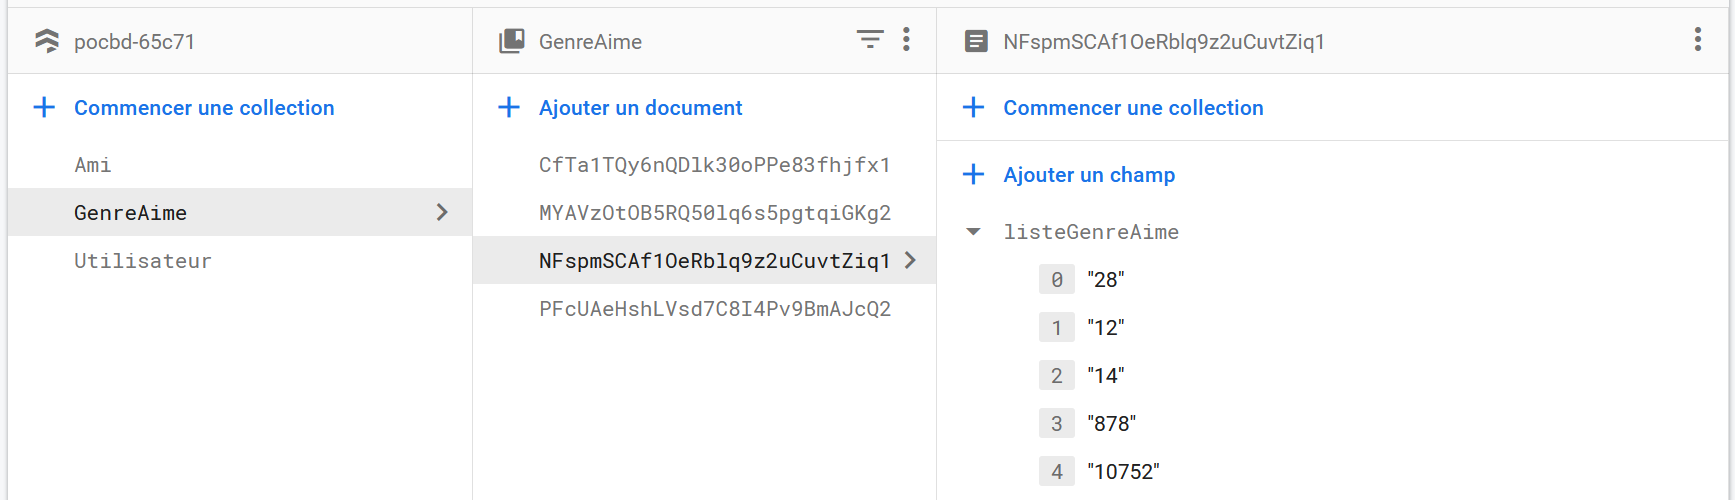 pocbd-65c71
Commencer une collection
Ami
GenreAime
Utilisateur
GenreAime
Ajouter un document
CfTa1TQy6nQDlk30oPPe83fhjfx1
MYAVzOtOB5RQ50lq6s5pgtqiGKg2
NFspmSCAf1OeRblq9z2uCuvtZiq1
PFcUAeHshLVsd7C8I4Pv9BmAJcQ2
NFspmSCAf1OeRblq9z2uCuvtZiq1
Commencer une collection
Ajouter un champ
listeGenreAime
0 "28"
1 "12"
2 "14"
3 "878"
4 "10752"